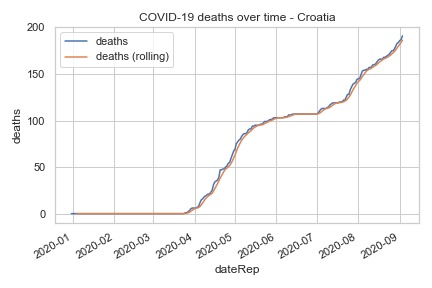 COVID-19 deaths over time - Croatia
200
150
100
50
0
deaths
deaths
deaths (rolling)
2020-01
2020-02
2020-03
2020-04
2020-05
2020-06
2020-07
2020-08
2020-09
dateRep